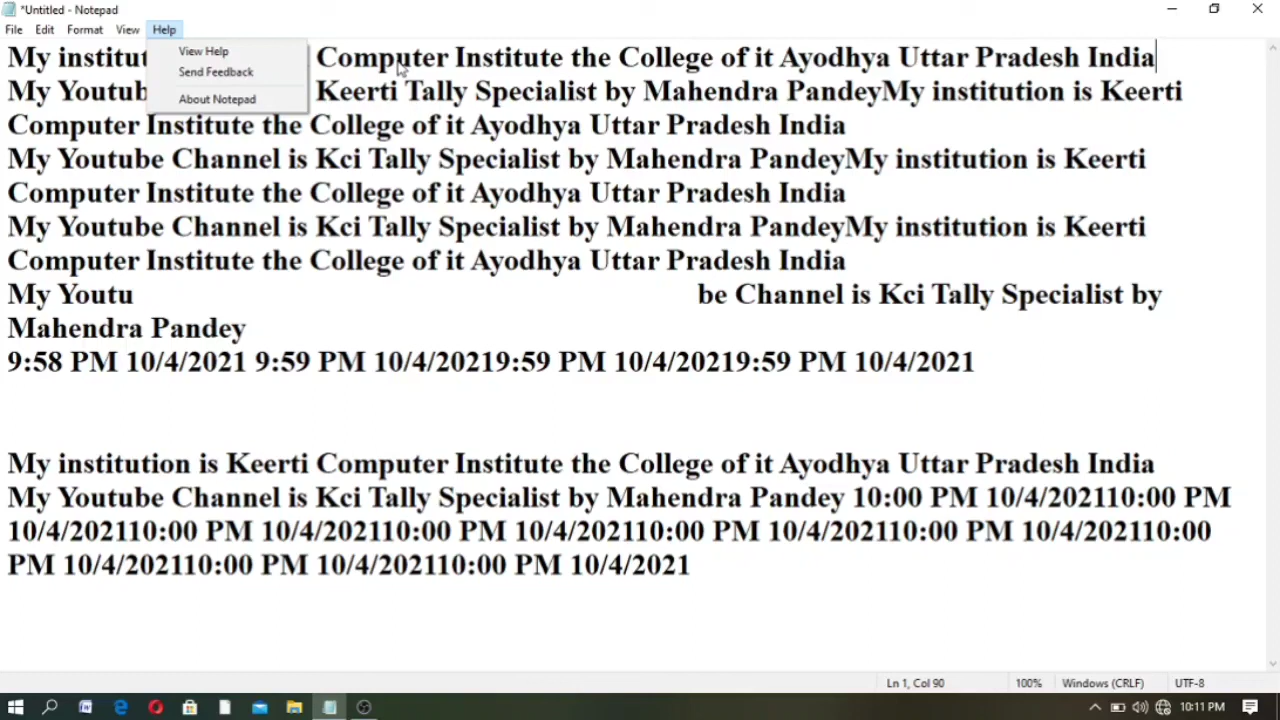 *Untitled - Notepad
File Edit Format View Help
View Help
Send Feedback
About Notepad
My institut Computer Institute the College of it Ayodhya Uttar Pradesh India
My Youtub Keerti Tally Specialist by Mahendra PandeyMy institution is Keerti
Computer Institute the College of it Ayodhya Uttar Pradesh India
My Youtube Channel is Kci Tally Specialist by Mahendra PandeyMy institution is Keerti
Computer Institute the College of it Ayodhya Uttar Pradesh India
My Youtube Channel is Kci Tally Specialist by Mahendra PandeyMy institution is Keerti
Computer Institute the College of it Ayodhya Uttar Pradesh India
My Youtu be Channel is Kci Tally Specialist by
Mahendra Pandey
9:58 PM 10/4/2021 9:59 PM 10/4/20219:59 PM 10/4/20219:59 PM 10/4/2021
My institution is Keerti Computer Institute the College of it Ayodhya Uttar Pradesh India
My Youtube Channel is Kci Tally Specialist by Mahendra Pandey 10:00 PM 10/4/202110:00 PM
10/4/202110:00 PM 10/4/202110:00 PM 10/4/202110:00 PM 10/4/202110:00 PM 10/4/202110:00
PM 10/4/202110:00 PM 10/4/202110:00 PM 10/4/2021
Ln 1, Col 90 100% Windows (CRLF) UTF-8
10:11 PM